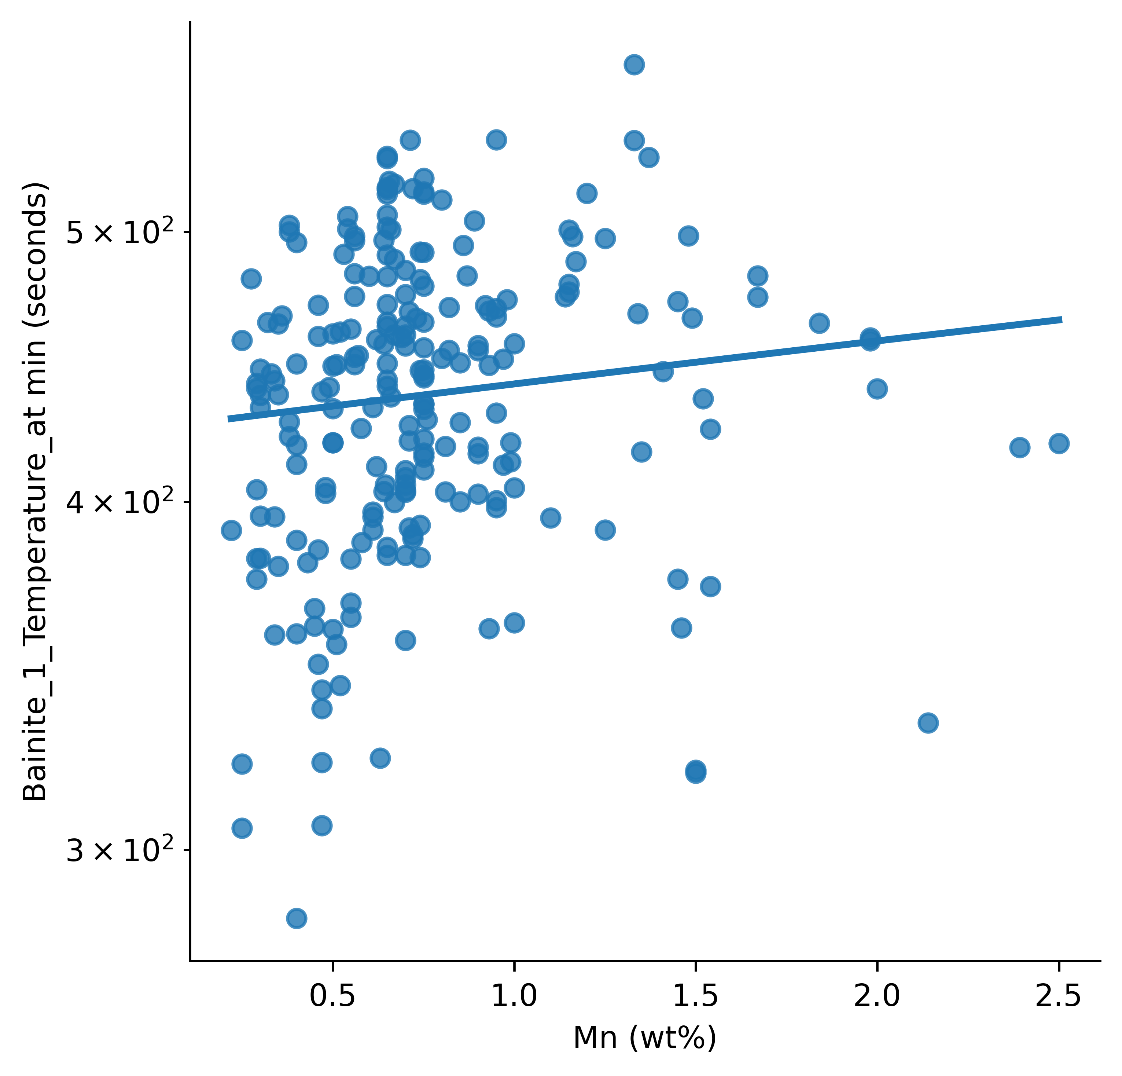 Bainite_1_Temperature_at min (seconds)
5 × 10²
4 × 10²
3 × 10²
0.5 1.0 1.5 2.0 2.5
Mn (wt%)